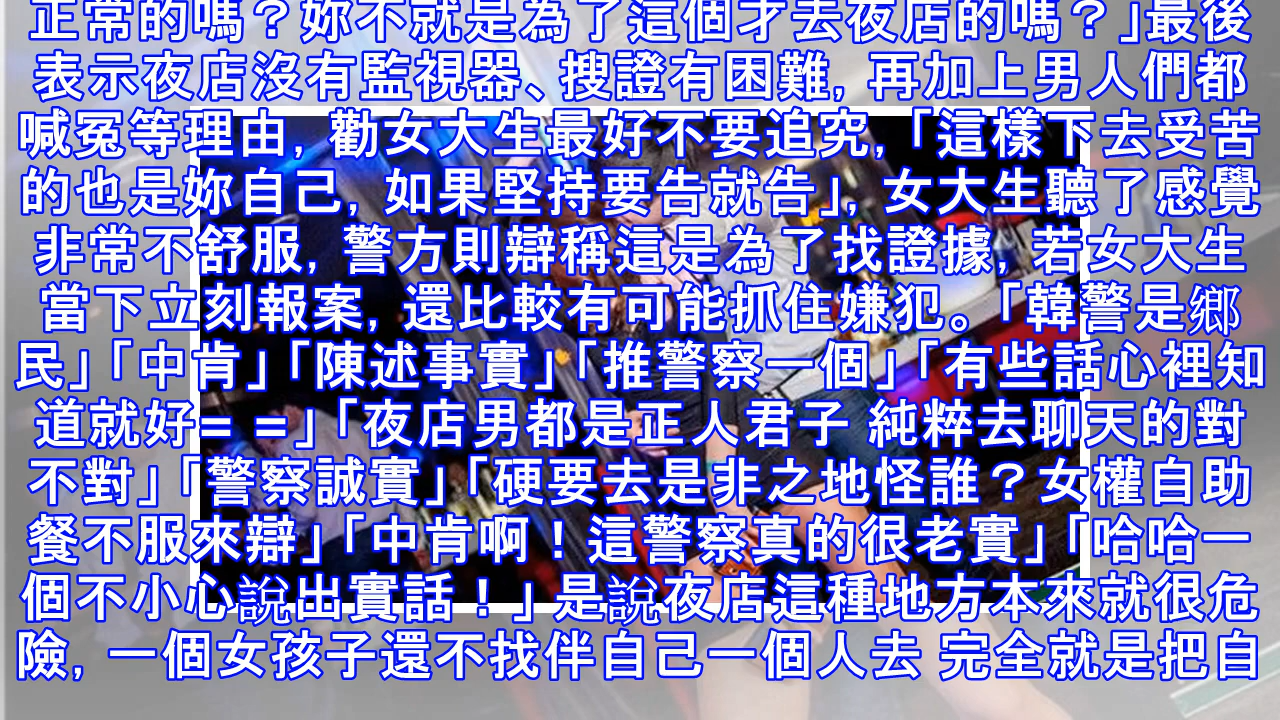 正常的嗎？妳不就是為了這個才去夜店的嗎？」最後
表示夜店沒有監視器、搜證有困難, 再加上男人們都
喊冤等理由, 勸女大生最好不要追究,「這樣下去受苦
的也是妳自己, 如果堅持要告就告」, 女大生聽了感覺
非常不舒服, 警方則辯稱這是為了找證據, 若女大生
當下立刻報案, 還比較有可能抓住嫌犯。「韓警是鄉
民」「中肯」「陳述事實」「推警察一個」「有些話心裡知
道就好= =」「夜店男都是正人君子 純粹去聊天的對
不對」「警察誠實」「硬要去是非之地怪誰？女權自助
餐不服來辯」「中肯啊！這警察真的很老實」「哈哈一
個不小心說出實話！」是說夜店這種地方本來就很危
險, 一個女孩子還不找伴自己一個人去 完全就是把自